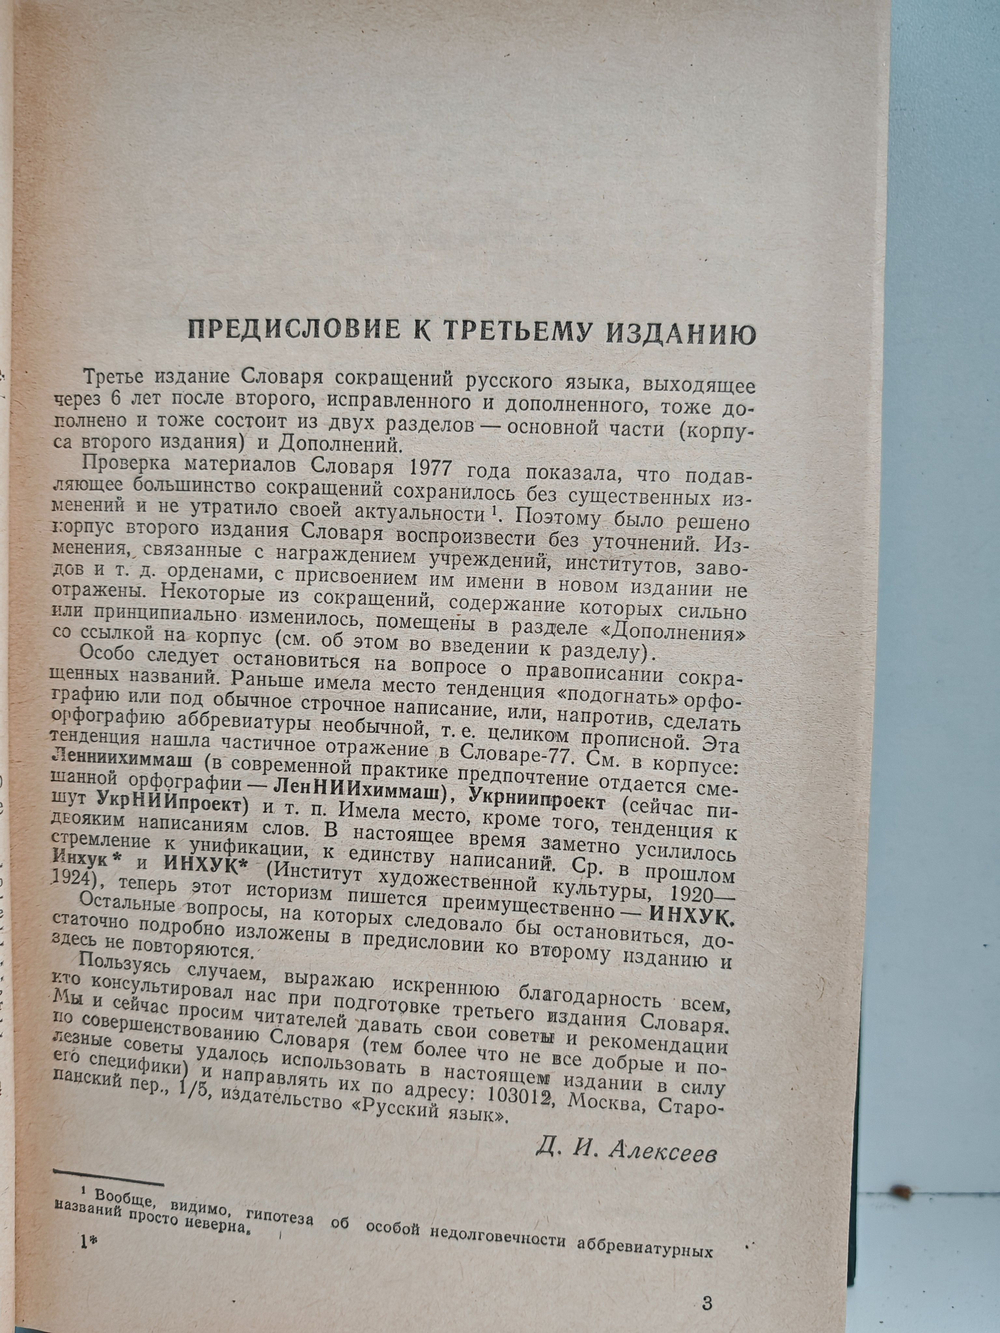 ПРЕДИСЛОВИЕ К ТРЕТЬЕМУ ИЗДАНИЮ
Третье издание Словаря сокращений русского языка, выходящее
через 6 лет после второго, исправленного и дополненного, тоже до-
полнено и тоже состоит из двух разделов — основной части (корпу-
са второго издания) и Дополнений.
Проверка материалов Словаря 1977 года показала, что подав-
ляющее большинство сокращений сохранилось без существенных из-
менений и не утратило своей актуальности ¹. Поэтому было решено
корпус второго издания Словаря воспроизвести без уточнений. Из-
менения, связанные с награждением учреждений, институтов, заво-
дов и т. д. орденами, с присвоением им имени в новом издании не
отражены. Некоторые из сокращений, содержание которых сильно
или принципиально изменилось, помещены в разделе «Дополнения»
со ссылкой на корпус (см. об этом во введении к разделу).
Особо следует остановиться на вопросе о правописании сокра-
щенных названий. Раньше имела место тенденция «подогнать» орфо-
графию или под обычное строчное написание, или, напротив, сделать
орфографию аббревиатуры необычной, т. е. целиком прописной. Эта
тенденция нашла частичное отражение в Словаре-77. См. в корпусе:
Ленниихиммаш (в современной практике предпочтение отдается сме-
шанной орфографии — ЛенНИИхиммаш), Укрниипроект (сейчас пи-
шут УкрНИИпроект) и т. п. Имела место, кроме того, тенденция к
двояким написаниям слов. В настоящее время заметно усилилось
стремление к унификации, к единству написаний. Ср. в прошлом
Инхук* и ИНХУК* (Институт художественной культуры, 1920—
1924), теперь этот историзм пишется преимущественно — ИНХУК.
Остальные вопросы, на которых следовало бы остановиться, до-
статочно подробно изложены в предисловии ко второму изданию и
здесь не повторяются.
Пользуясь случаем, выражаю искреннюю благодарность всем,
кто консультировал нас при подготовке третьего издания Словаря.
Мы и сейчас просим читателей давать свои советы и рекомендации
по совершенствованию Словаря (тем более что не все добрые и по-
лезные советы удалось использовать в настоящем издании в силу
его специфики) и направлять их по адресу: 103012, Москва, Старо-
панский пер., 1/5, издательство «Русский язык».
Д. И. Алексеев
¹ Вообще, видимо, гипотеза об особой недолговечности аббревиатурных
названий просто неверна.
1*
3